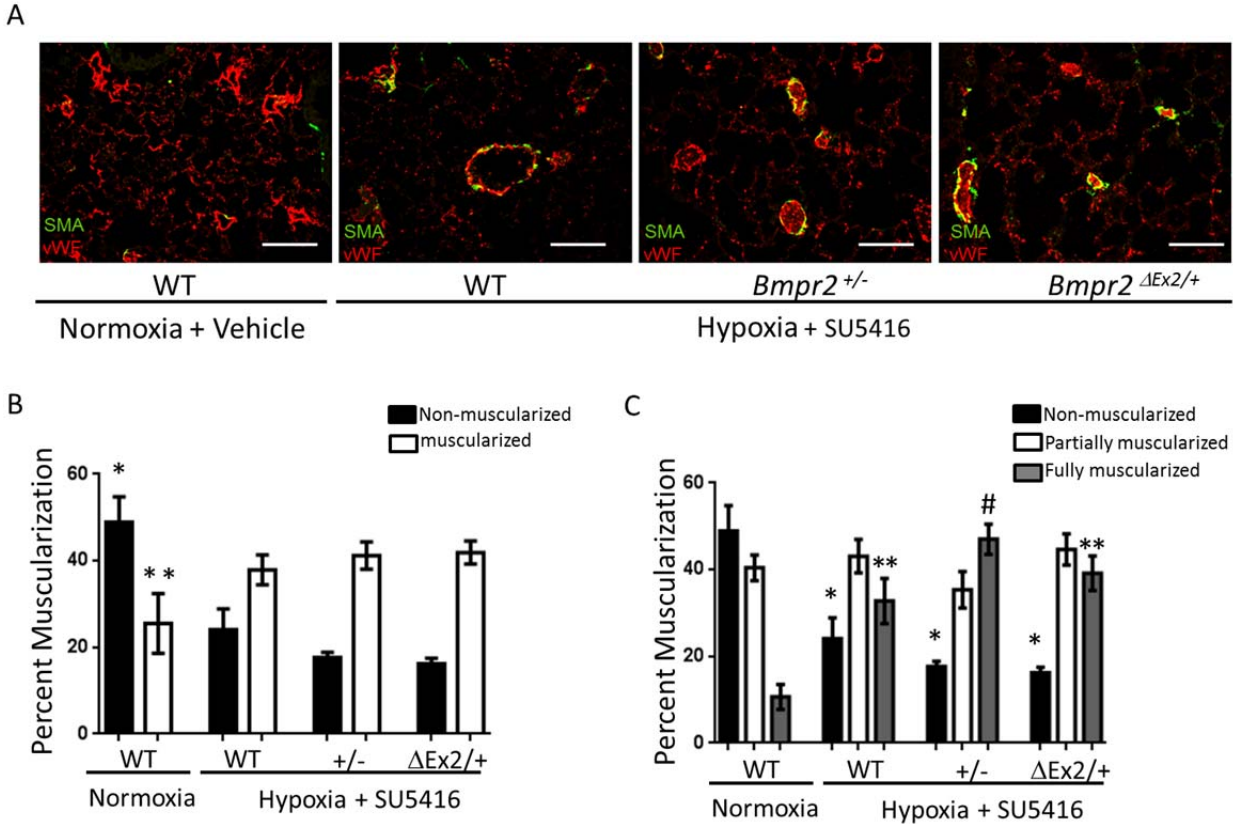 A
SMA
vWF
SMA
vWF
SMA
vWF
SMA
vWF
WT
WT
Bmpr2 +/-
Bmpr2 ΔEx2/+
Normoxia + Vehicle
Hypoxia + SU5416
B
Non-muscularized
muscularized
Percent Muscularization
60
40
20
0
*
* *
WT
WT
+/-
ΔEx2/+
Normoxia
Hypoxia + SU5416
C
Non-muscularized
Partially muscularized
Fully muscularized
Percent Muscularization
60
40
20
0
*
**
*
#
*
**
WT
WT
+/-
ΔEx2/+
Normoxia
Hypoxia + SU5416